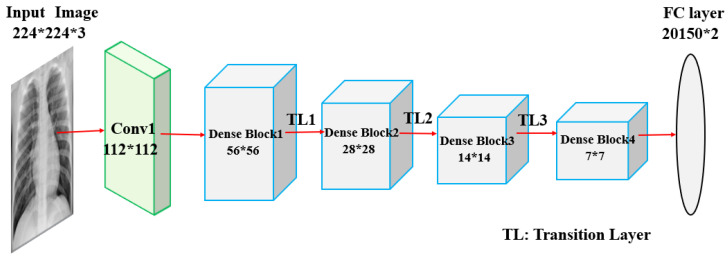 Input Image
224*224*3
Conv1
112*112
Dense Block1
56*56
TL1
Dense Block2
28*28
TL2
Dense Block3
14*14
TL3
Dense Block4
7*7
FC layer
20150*2
TL: Transition Layer